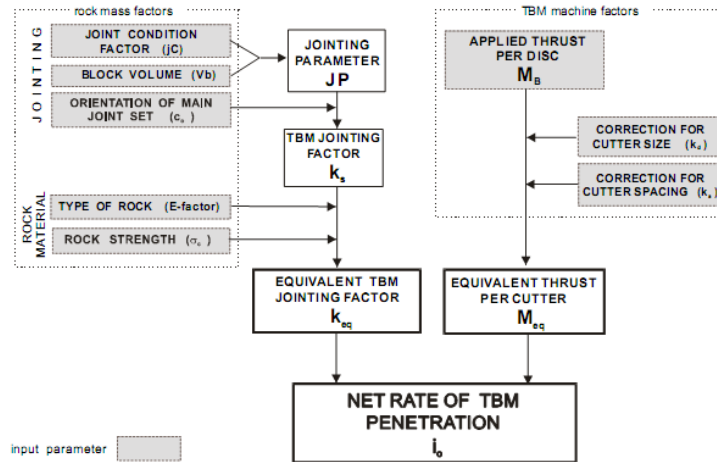 rock mass factors
TBM machine factors
JOINTING
JOINT CONDITION
FACTOR (jC)
BLOCK VOLUME (Vb)
ORIENTATION OF MAIN
JOINT SET (cₒ)
JOINTING
PARAMETER
JP
TBM JOINTING
FACTOR
kₛ
ROCK
MATERIAL
TYPE OF ROCK (E-factor)
ROCK STRENGTH (σc)
EQUIVALENT TBM
JOINTING FACTOR
keq
APPLIED THRUST
PER DISC
M_B
CORRECTION FOR
CUTTER SIZE (kd)
CORRECTION FOR
CUTTER SPACING (ka)
EQUIVALENT THRUST
PER CUTTER
Meq
NET RATE OF TBM
PENETRATION
iₒ
input parameter